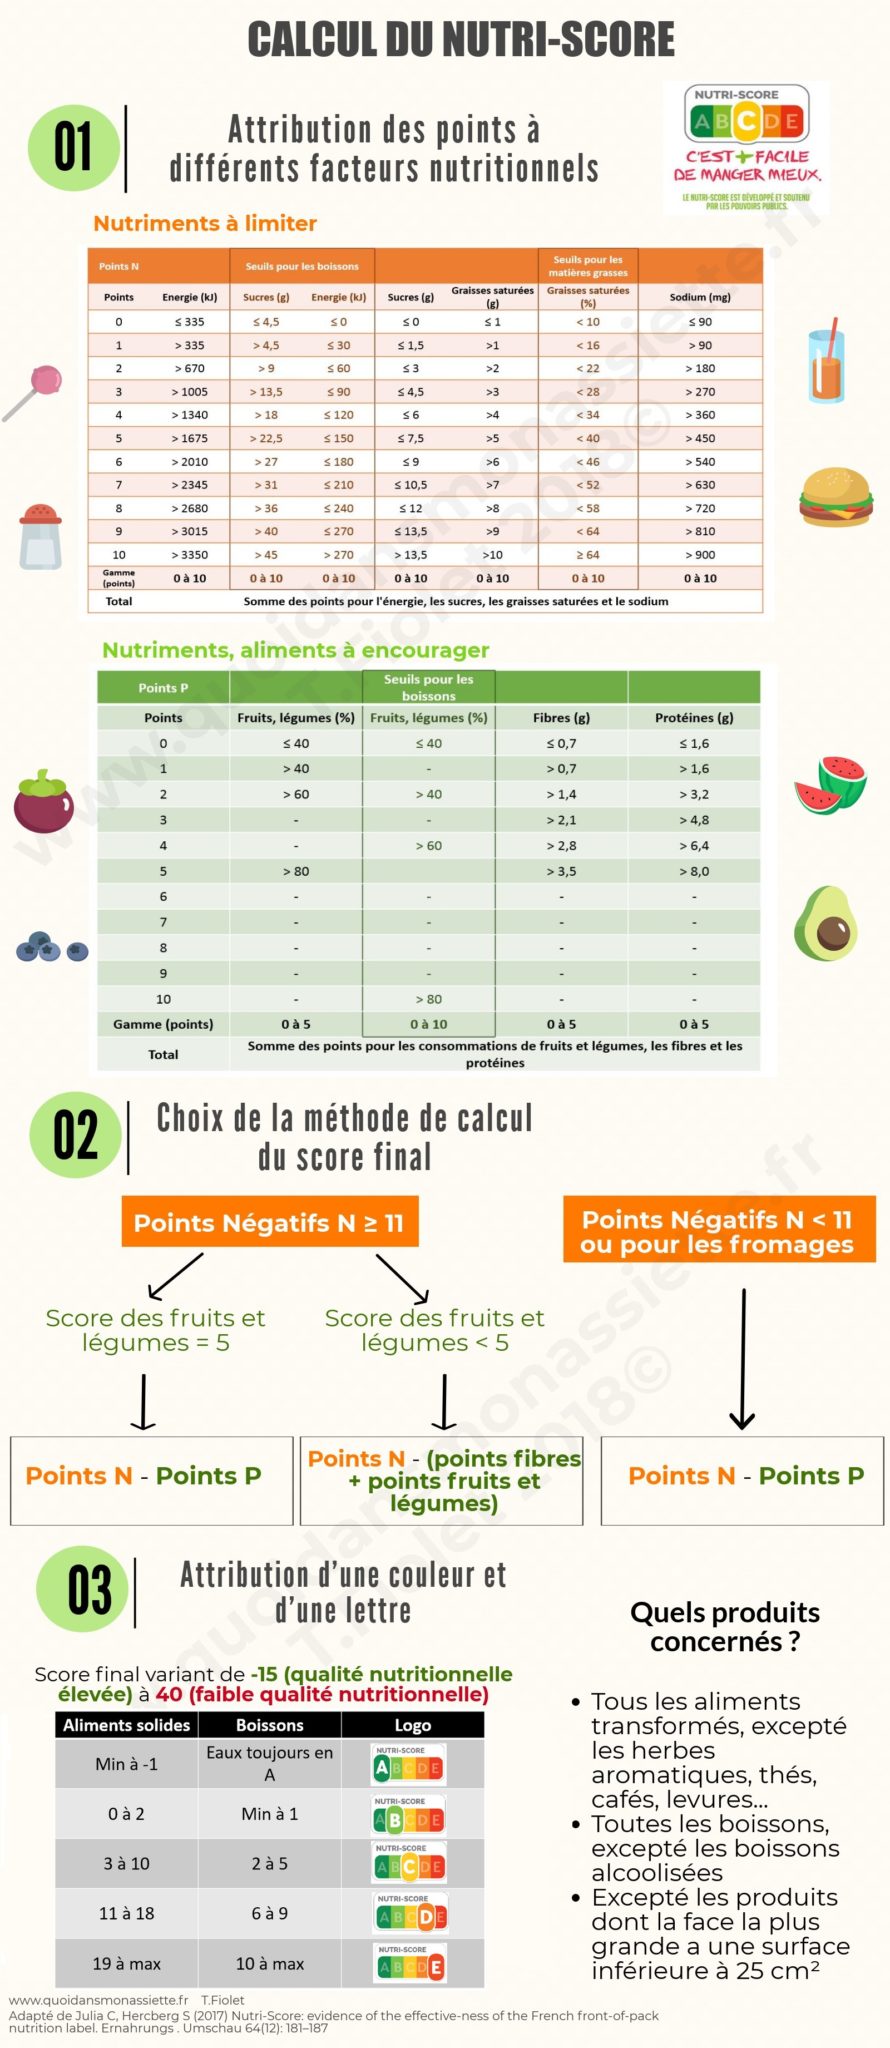 CALCUL DU NUTRI-SCORE
01
Attribution des points à
différents facteurs nutritionnels
NUTRI-SCORE
A B C D E
C'EST + FACILE
DE MANGER MIEUX.
LE NUTRI-SCORE EST DÉVELOPPÉ ET SOUTENU
PAR LES POUVOIRS PUBLICS.
Nutriments à limiter
Points N Seuils pour les boissons Seuils pour les matières grasses
Points Energie (kJ) Sucres (g) Energie (kJ) Sucres (g) Graisses saturées (g) Graisses saturées (%) Sodium (mg)
0 ≤ 335 ≤ 4,5 ≤ 0 ≤ 0 ≤ 1 < 10 ≤ 90
1 > 335 > 4,5 ≤ 30 ≤ 1,5 >1 < 16 > 90
2 > 670 > 9 ≤ 60 ≤ 3 >2 < 22 > 180
3 > 1005 > 13,5 ≤ 90 ≤ 4,5 >3 < 28 > 270
4 > 1340 > 18 ≤ 120 ≤ 6 >4 < 34 > 360
5 > 1675 > 22,5 ≤ 150 ≤ 7,5 >5 < 40 > 450
6 > 2010 > 27 ≤ 180 ≤ 9 >6 < 46 > 540
7 > 2345 > 31 ≤ 210 ≤ 10,5 >7 < 52 > 630
8 > 2680 > 36 ≤ 240 ≤ 12 >8 < 58 > 720
9 > 3015 > 40 ≤ 270 ≤ 13,5 >9 < 64 > 810
10 > 3350 > 45 > 270 > 13,5 >10 ≥ 64 > 900
Gamme (points) 0 à 10 0 à 10 0 à 10 0 à 10 0 à 10 0 à 10 0 à 10
Total Somme des points pour l'énergie, les sucres, les graisses saturées et le sodium
Nutriments, aliments à encourager
Points P Seuils pour les boissons
Points Fruits, légumes (%) Fruits, légumes (%) Fibres (g) Protéines (g)
0 ≤ 40 ≤ 40 ≤ 0,7 ≤ 1,6
1 > 40 - > 0,7 > 1,6
2 > 60 > 40 > 1,4 > 3,2
3 - - > 2,1 > 4,8
4 - > 60 > 2,8 > 6,4
5 > 80 > 3,5 > 8,0
6 - - - -
7 - - - -
8 - - - -
9 - - - -
10 - > 80 - -
Gamme (points) 0 à 5 0 à 10 0 à 5 0 à 5
Total Somme des points pour les consommations de fruits et légumes, les fibres et les
protéines
www.quoidansmonassiette.fr
T.Fiolet 2018©
02
Choix de la méthode de calcul
du score final
Points Négatifs N ≥ 11
Points Négatifs N < 11
ou pour les fromages
Score des fruits et
légumes = 5
Score des fruits et
légumes < 5
Points N - Points P
Points N - (points fibres
+ points fruits et
légumes)
Points N - Points P
www.quoidansmonassiette.fr
T.Fiolet 2018©
03
Attribution d'une couleur et
d'une lettre
Score final variant de -15 (qualité nutritionnelle
élevée) à 40 (faible qualité nutritionnelle)
Aliments solides Boissons Logo
Min à -1 Eaux toujours en A NUTRI-SCORE A B C D E
0 à 2 Min à 1 NUTRI-SCORE A B C D E
3 à 10 2 à 5 NUTRI-SCORE A B C D E
11 à 18 6 à 9 NUTRI-SCORE A B C D E
19 à max 10 à max NUTRI-SCORE A B C D E
Quels produits
concernés ?
• Tous les aliments
transformés, excepté
les herbes
aromatiques, thés,
cafés, levures...
• Toutes les boissons,
excepté les boissons
alcoolisées
• Excepté les produits
dont la face la plus
grande a une surface
inférieure à 25 cm²
www.quoidansmonassiette.fr T.Fiolet
Adapté de Julia C, Hercberg S (2017) Nutri-Score: evidence of the effective-ness of the French front-of-pack
nutrition label. Ernahrungs . Umschau 64(12): 181–187